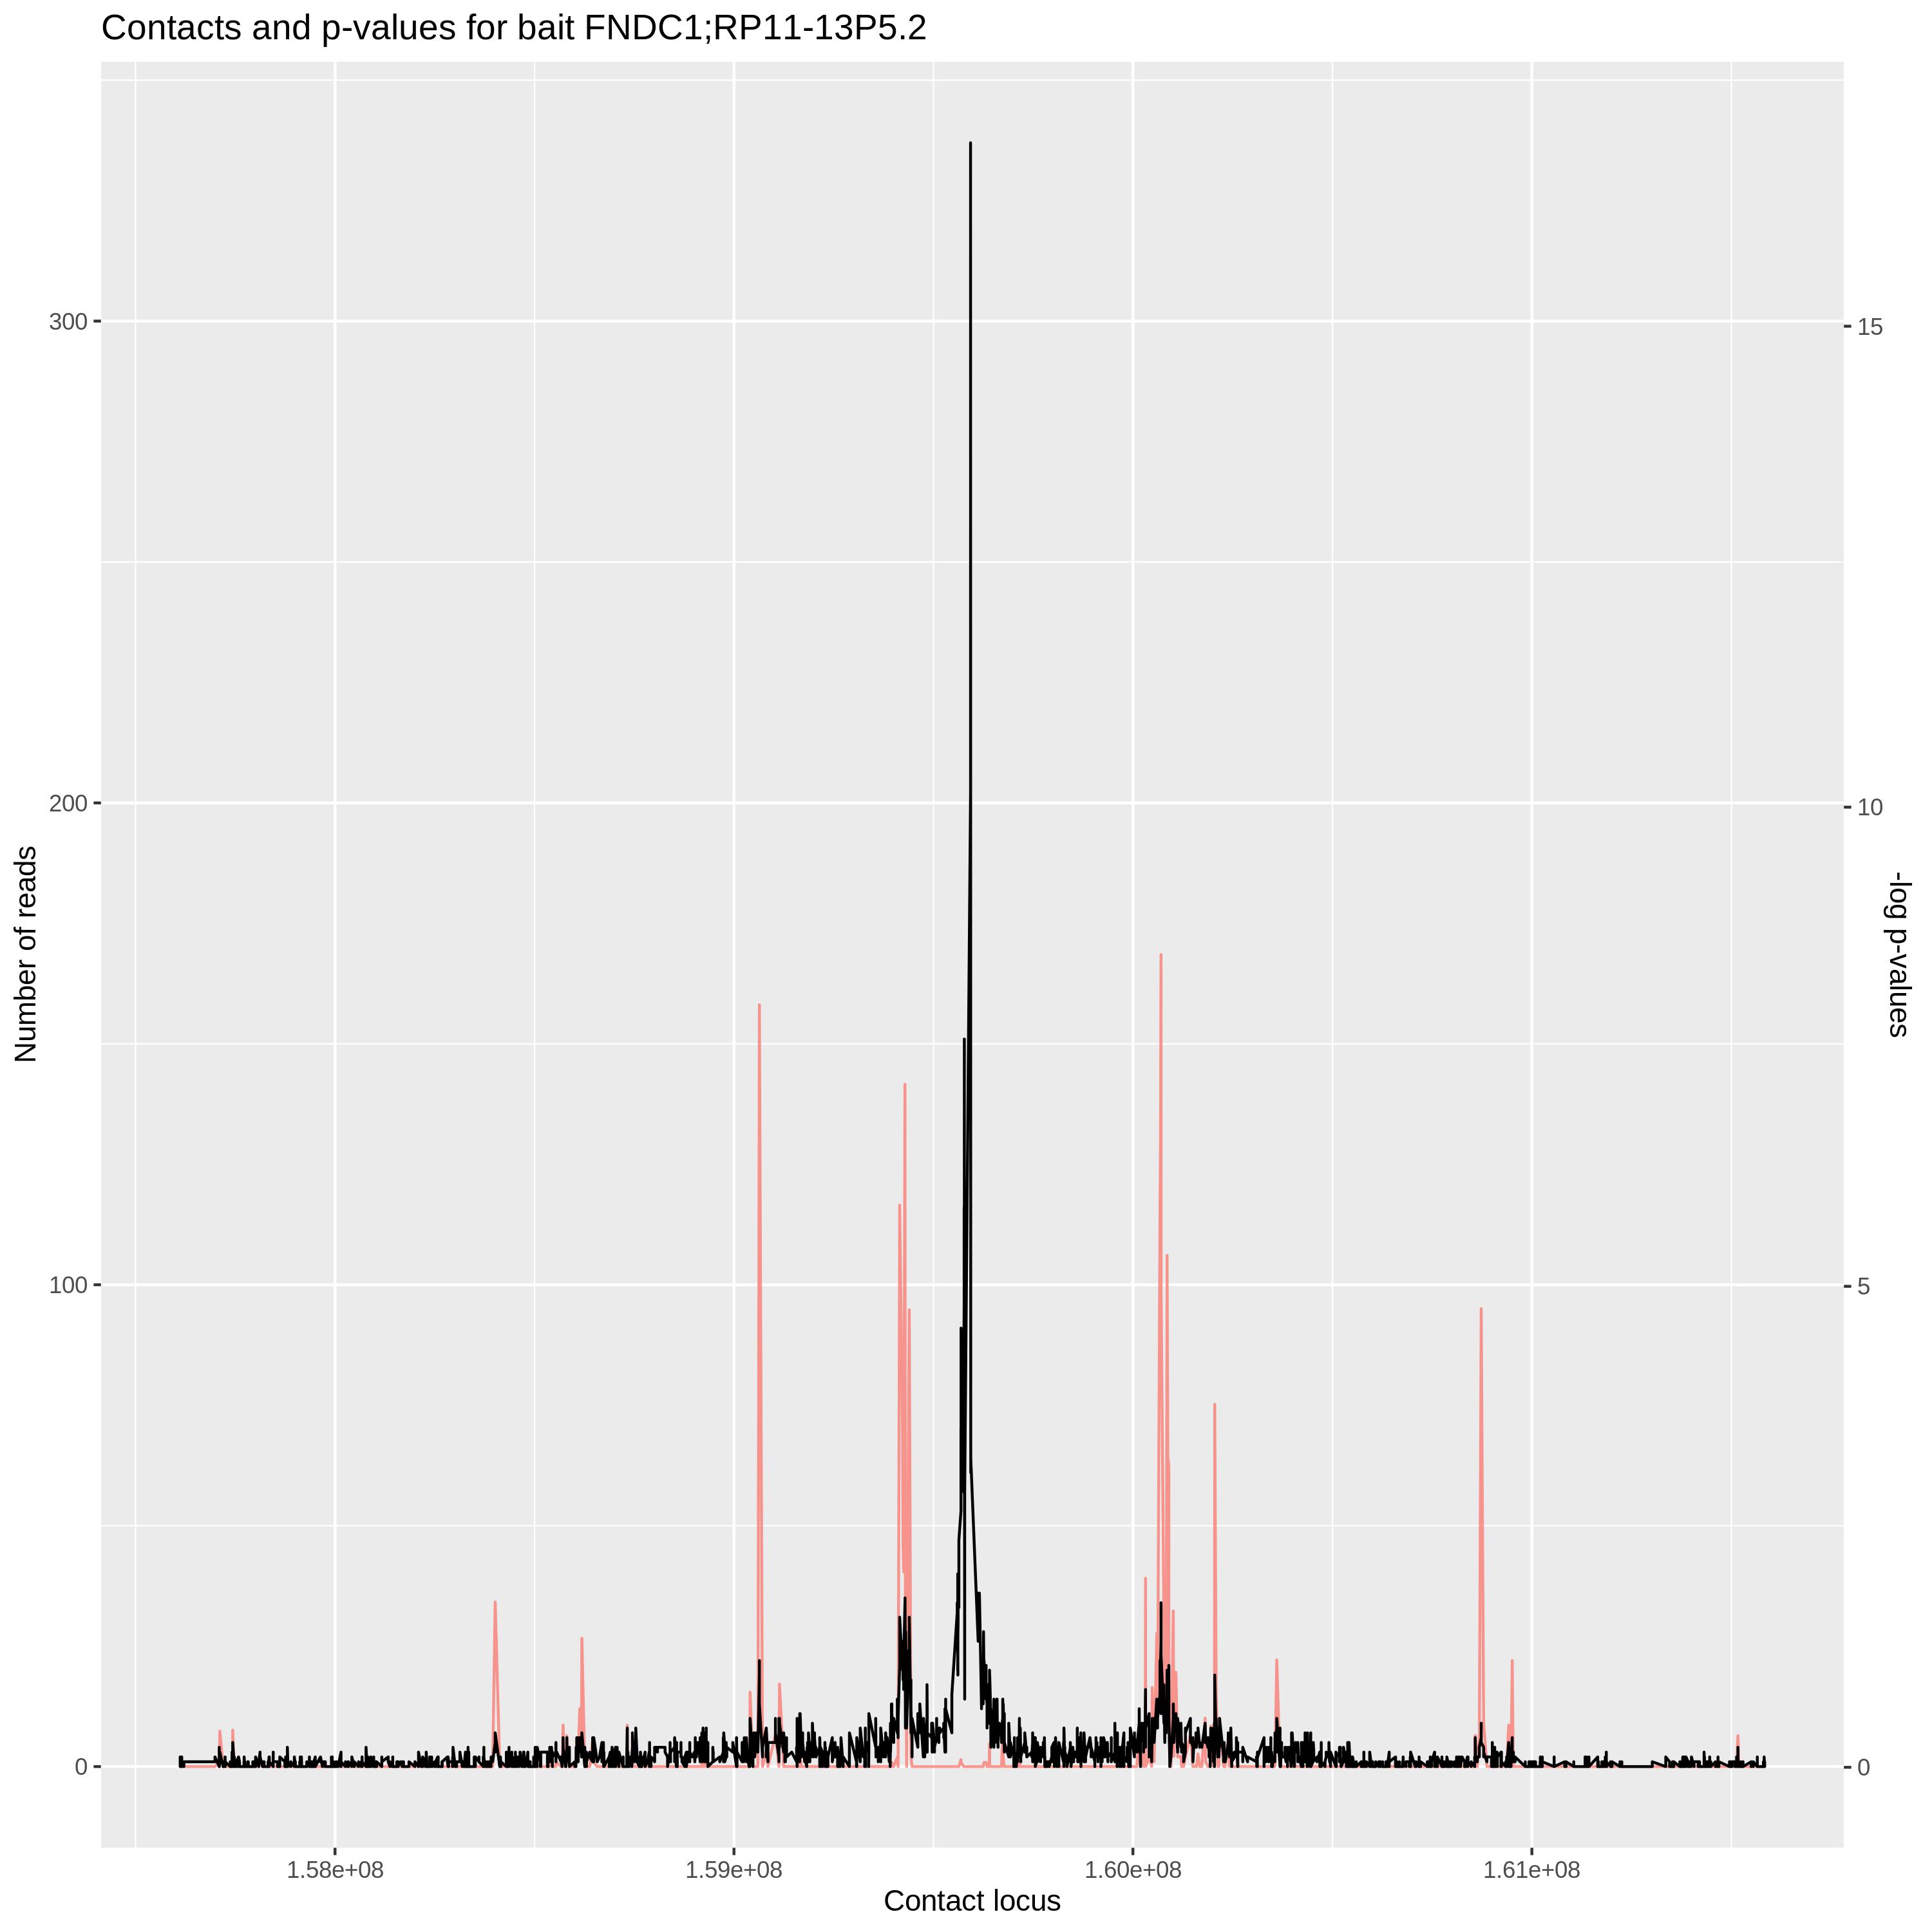 Contacts and p-values for bait FNDC1;RP11-13P5.2
Number of reads
300
200
100
0
15
10
5
0
-log p-values
1.58e+08
1.59e+08
1.60e+08
1.61e+08
Contact locus